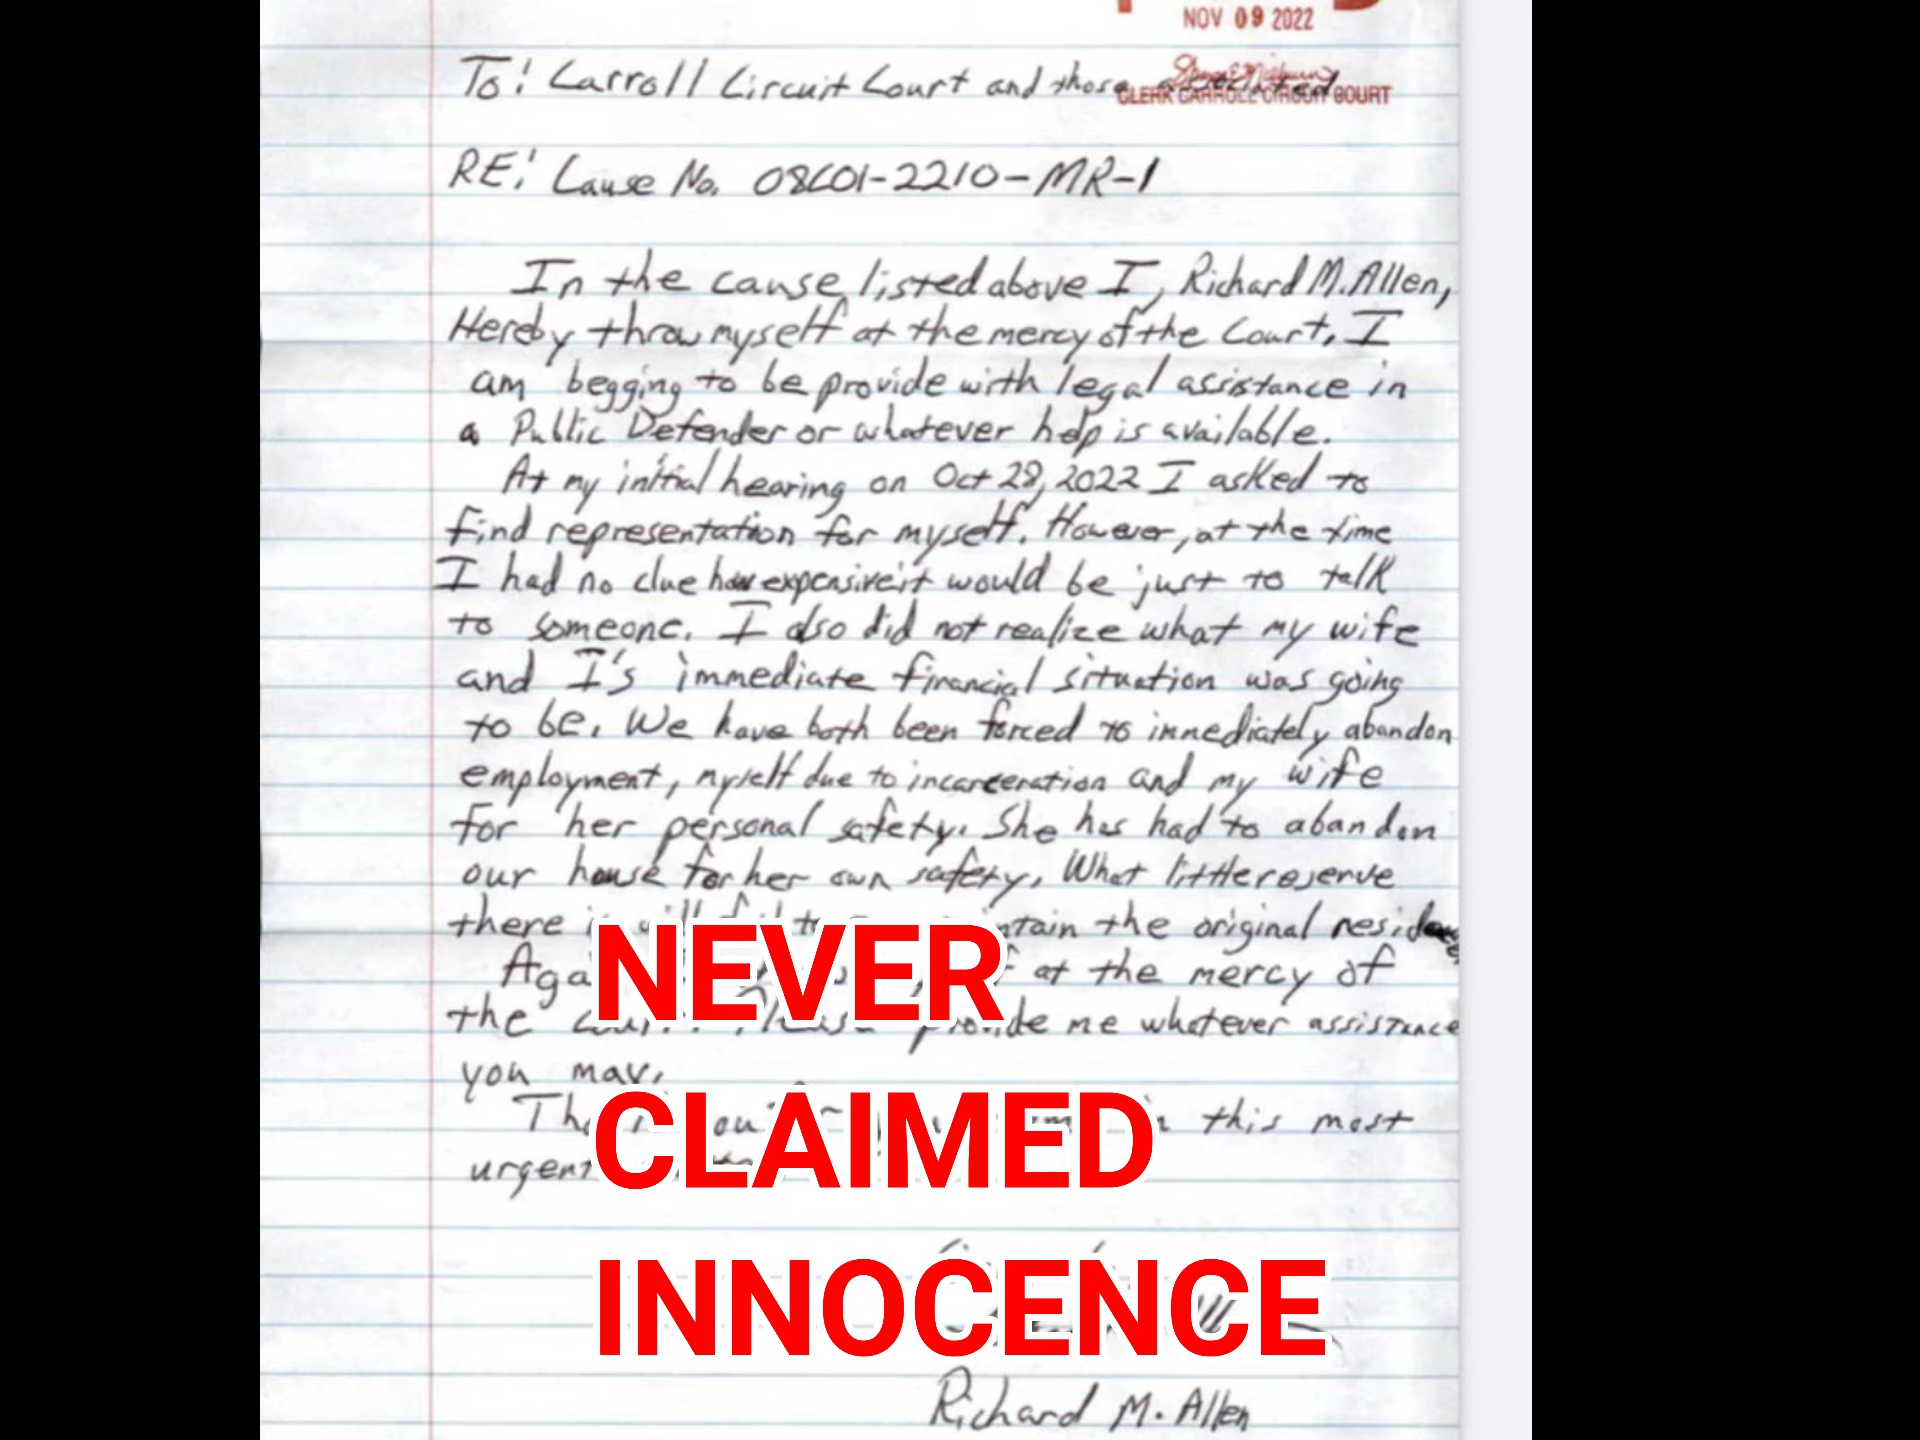 NOV 09 2022
To: Carroll Circuit Court and those associated
CLERK CARROLL CIRCUIT COURT
RE: Cause No. 08C01-2210-MR-1
In the cause listed above I, Richard M. Allen,
Hereby throw myself at the mercy of the Court. I
am begging to be provide with legal assistance in
a Public Defender or whatever help is available.
At my initial hearing on Oct 28, 2022 I asked to
find representation for myself. However, at the time
I had no clue how expensive it would be just to talk
to someone. I also did not realize what my wife
and I's immediate financial situation was going
to be. We have both been forced to immediately abandon
employment, myself due to incarceration and my wife
for her personal safety. She has had to abandon
our house for her own safety. What little reserve
there the original
at the mercy of
the provide me whatever assistance
you may.
in this most
urgent
NEVER
CLAIMED
INNOCENCE
Richard M. Allen